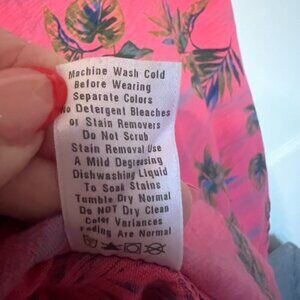 Machine Wash Cold
Before Wearing
Separate Colors
No Detergent Bleaches
or Stain Removers
Do Not Scrub
Stain Removal Use
A Mild Degreasing
Dishwashing Liquid
To Soak Stains
Tumble Dry Normal
Do NOT Dry Clean
Color Variances
Fading Are Normal